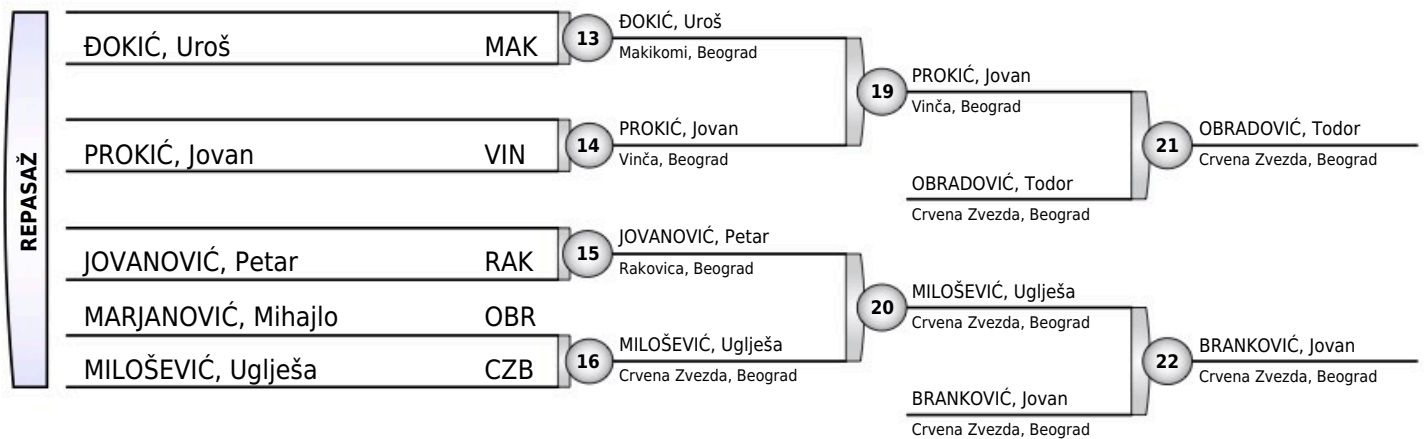 REPASAŽ
ĐOKIĆ, Uroš MAK
PROKIĆ, Jovan VIN
JOVANOVIĆ, Petar RAK
MARJANOVIĆ, Mihajlo OBR
MILOŠEVIĆ, Uglješa CZB
13
ĐOKIĆ, Uroš
Makikomi, Beograd
14
PROKIĆ, Jovan
Vinča, Beograd
15
JOVANOVIĆ, Petar
Rakovica, Beograd
16
MILOŠEVIĆ, Uglješa
Crvena Zvezda, Beograd
19
PROKIĆ, Jovan
Vinča, Beograd
OBRADOVIĆ, Todor
Crvena Zvezda, Beograd
20
MILOŠEVIĆ, Uglješa
Crvena Zvezda, Beograd
BRANKOVIĆ, Jovan
Crvena Zvezda, Beograd
21
OBRADOVIĆ, Todor
Crvena Zvezda, Beograd
22
BRANKOVIĆ, Jovan
Crvena Zvezda, Beograd